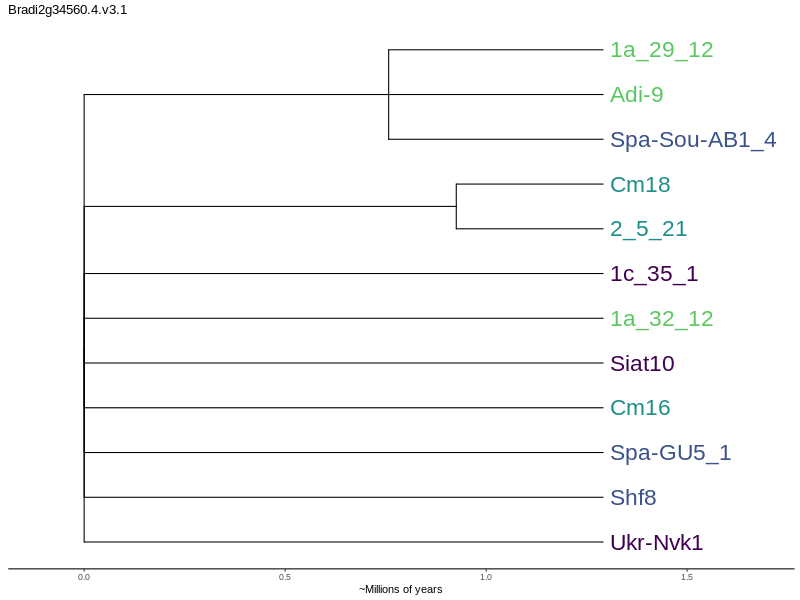 Bradi2g34560.4.v3.1
1a_29_12
Adi-9
Spa-Sou-AB1_4
Cm18
2_5_21
1c_35_1
1a_32_12
Siat10
Cm16
Spa-GU5_1
Shf8
Ukr-Nvk1
0.0 0.5 1.0 1.5
~Millions of years